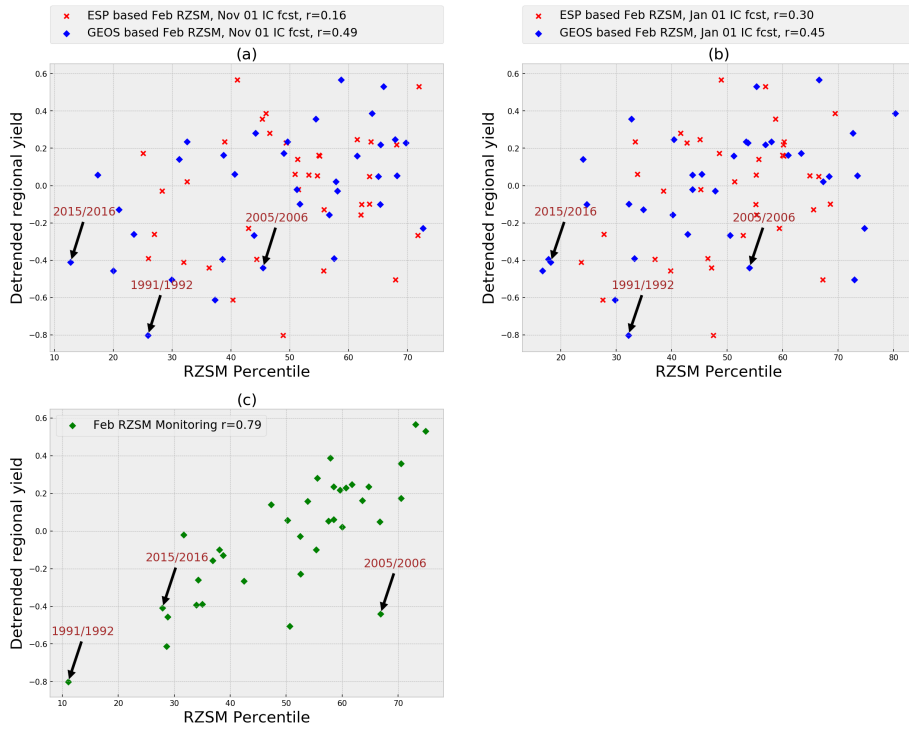 ESP based Feb RZSM, Nov 01 IC fcst, r=0.16
GEOS based Feb RZSM, Nov 01 IC fcst, r=0.49
(a)
0.6
0.4
0.2
0.0
−0.2
−0.4
−0.6
−0.8
Detrended regional yield
2015/2016
2005/2006
1991/1992
10 20 30 40 50 60 70
RZSM Percentile
ESP based Feb RZSM, Jan 01 IC fcst, r=0.30
GEOS based Feb RZSM, Jan 01 IC fcst, r=0.45
(b)
0.6
0.4
0.2
0.0
−0.2
−0.4
−0.6
−0.8
Detrended regional yield
2015/2016
2005/2006
1991/1992
20 30 40 50 60 70 80
RZSM Percentile
(c)
Feb RZSM Monitoring r=0.79
0.6
0.4
0.2
0.0
−0.2
−0.4
−0.6
−0.8
Detrended regional yield
2015/2016
2005/2006
1991/1992
10 20 30 40 50 60 70
RZSM Percentile